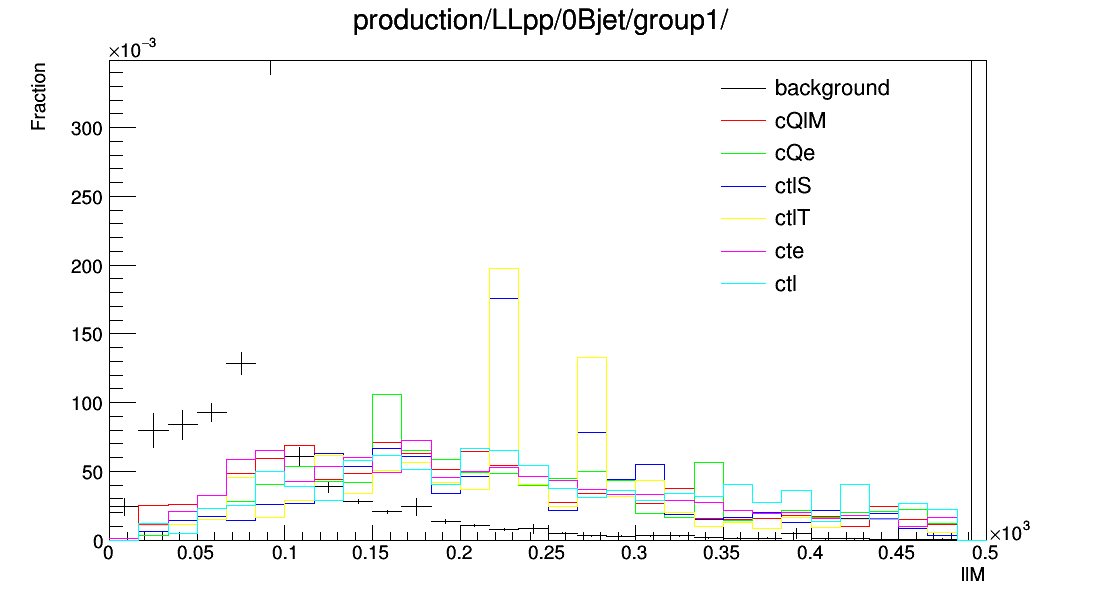 production/LLpp/0Bjet/group1/
×10⁻³
Fraction
300
250
200
150
100
50
0
background
cQlM
cQe
ctlS
ctlT
cte
ctl
0 0.05 0.1 0.15 0.2 0.25 0.3 0.35 0.4 0.45 0.5
×10³
llM